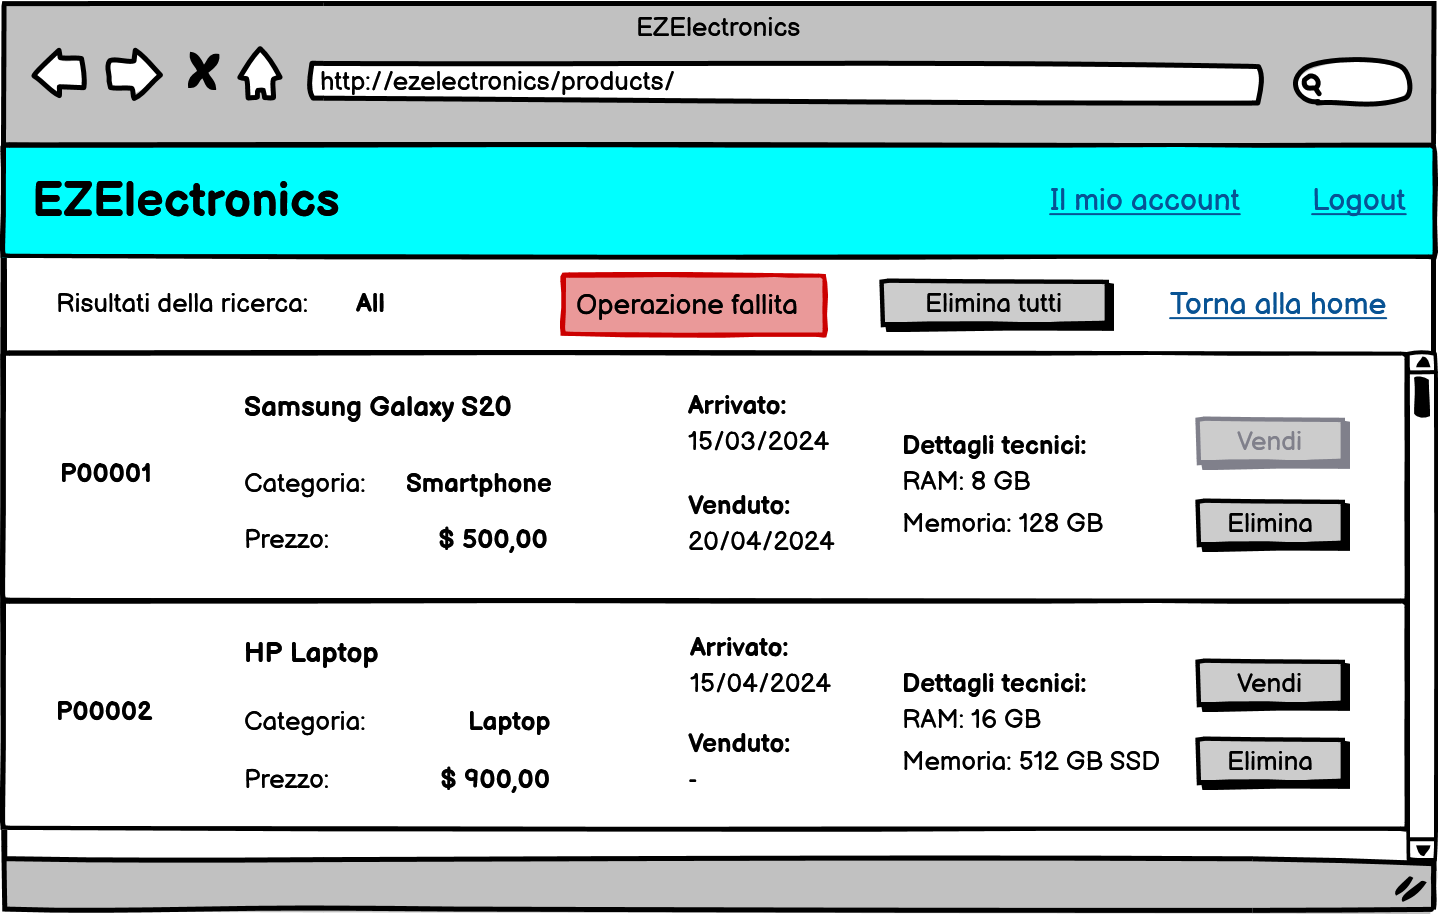 EZElectronics
http://ezelectronics/products/
EZElectronics
Il mio account
Logout
Risultati della ricerca: All
Operazione fallita
Elimina tutti
Torna alla home
P00001
Samsung Galaxy S20
Categoria: Smartphone
Prezzo: $ 500,00
Arrivato:
15/03/2024
Venduto:
20/04/2024
Dettagli tecnici:
RAM: 8 GB
Memoria: 128 GB
Vendi
Elimina
P00002
HP Laptop
Categoria: Laptop
Prezzo: $ 900,00
Arrivato:
15/04/2024
Venduto:
-
Dettagli tecnici:
RAM: 16 GB
Memoria: 512 GB SSD
Vendi
Elimina